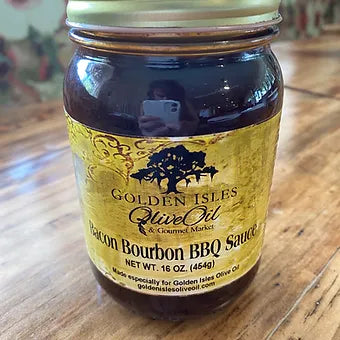 GOLDEN ISLES
Olive Oil
& Gourmet Market
Bacon Bourbon BBQ Sauce
NET WT. 16 OZ. (454g)
Made especially for Golden Isles Olive Oil
goldenislesoliveoil.com